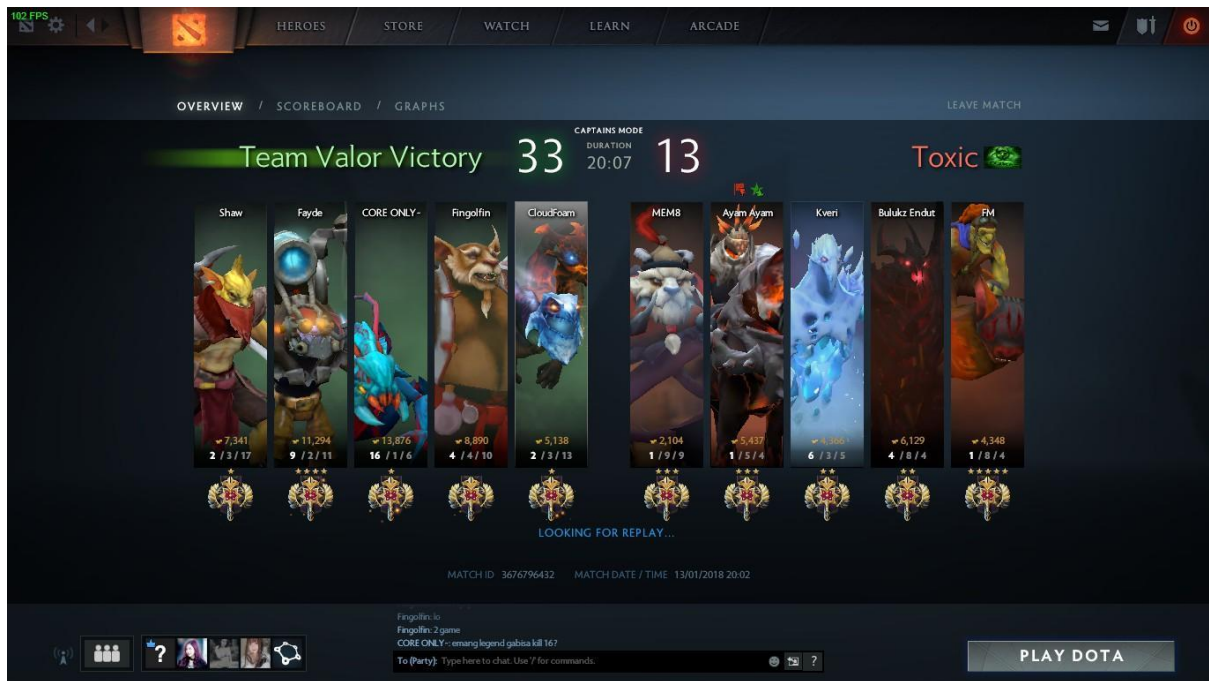 102 FPS
HEROES
STORE
WATCH
LEARN
ARCADE
OVERVIEW / SCOREBOARD / GRAPHS
LEAVE MATCH
CAPTAINS MODE
Team Valor Victory
33
DURATION
20:07
13
Toxic
Shaw
Fayde
CORE ONLY-
Fingolfin
CloudFoam
MEM8
Ayam Ayam
Kveri
Bulukz Endut
FM
7,341
11,294
13,876
8,890
5,138
2,104
5,437
4,366
6,129
4,348
2 / 3 / 17
9 / 2 / 11
16 / 1 / 6
4 / 4 / 10
2 / 3 / 13
1 / 9 / 9
1 / 5 / 4
6 / 3 / 5
4 / 8 / 4
1 / 8 / 4
LOOKING FOR REPLAY...
MATCH ID 3676796432
MATCH DATE / TIME 13/01/2018 20:02
Fingolfin: io
Fingolfin: 2 game
CORE ONLY-: emang legend gabisa kill 16?
To (Party): Type here to chat. Use '/' for commands.
?
?
PLAY DOTA